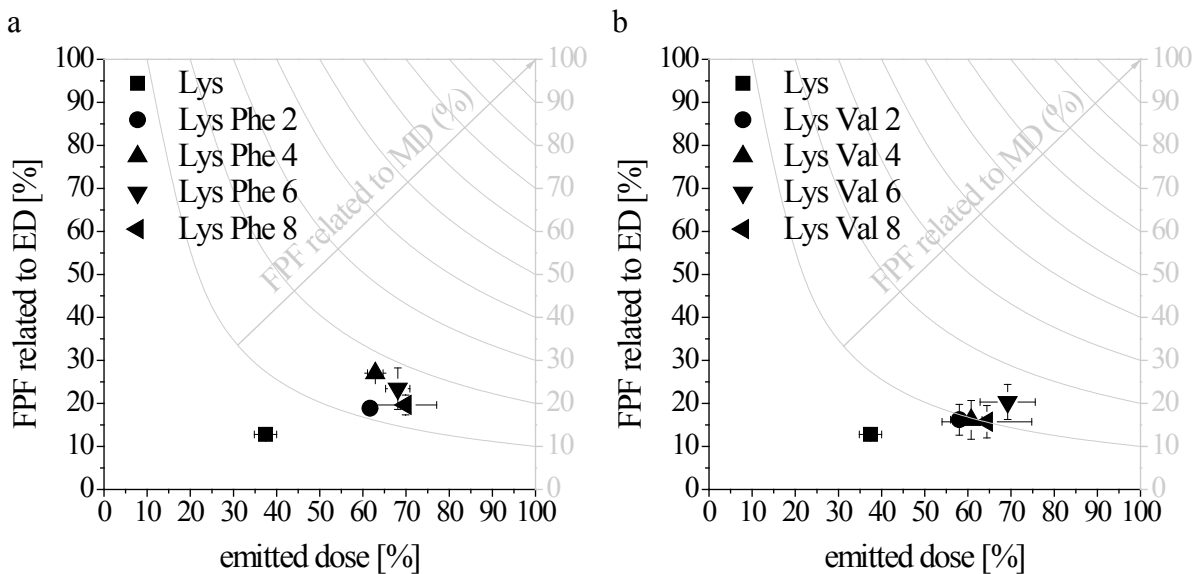 a
FPF related to ED [%]
100
90
80
70
60
50
40
30
20
10
0
Lys
Lys Phe 2
Lys Phe 4
Lys Phe 6
Lys Phe 8
FPF related to MD (%)
100
90
80
70
60
50
40
30
20
10
0
0 10 20 30 40 50 60 70 80 90 100
emitted dose [%]
b
FPF related to ED [%]
100
90
80
70
60
50
40
30
20
10
0
Lys
Lys Val 2
Lys Val 4
Lys Val 6
Lys Val 8
FPF related to MD (%)
100
90
80
70
60
50
40
30
20
10
0
0 10 20 30 40 50 60 70 80 90 100
emitted dose [%]